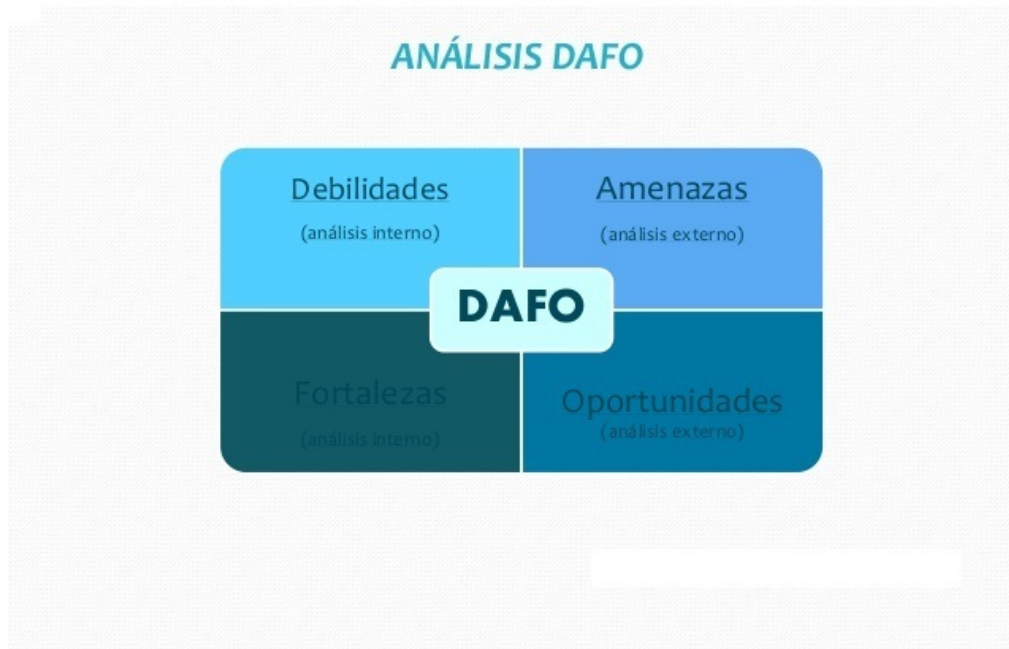 ANÁLISIS DAFO
Debilidades
(análisis interno)
Amenazas
(análisis externo)
DAFO
Fortalezas
(análisis interno)
Oportunidades
(análisis externo)